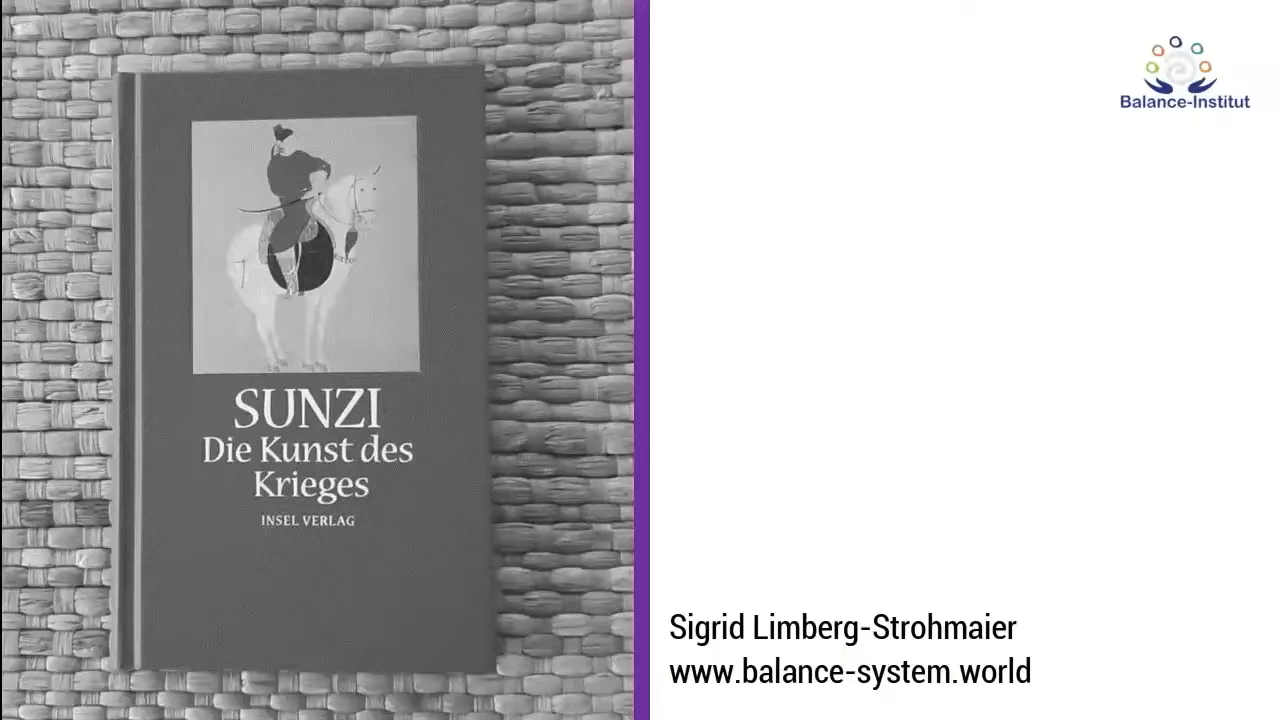 SUNZI
Die Kunst des
Krieges
INSEL VERLAG
Balance-Institut
Sigrid Limberg-Strohmaier
www.balance-system.world